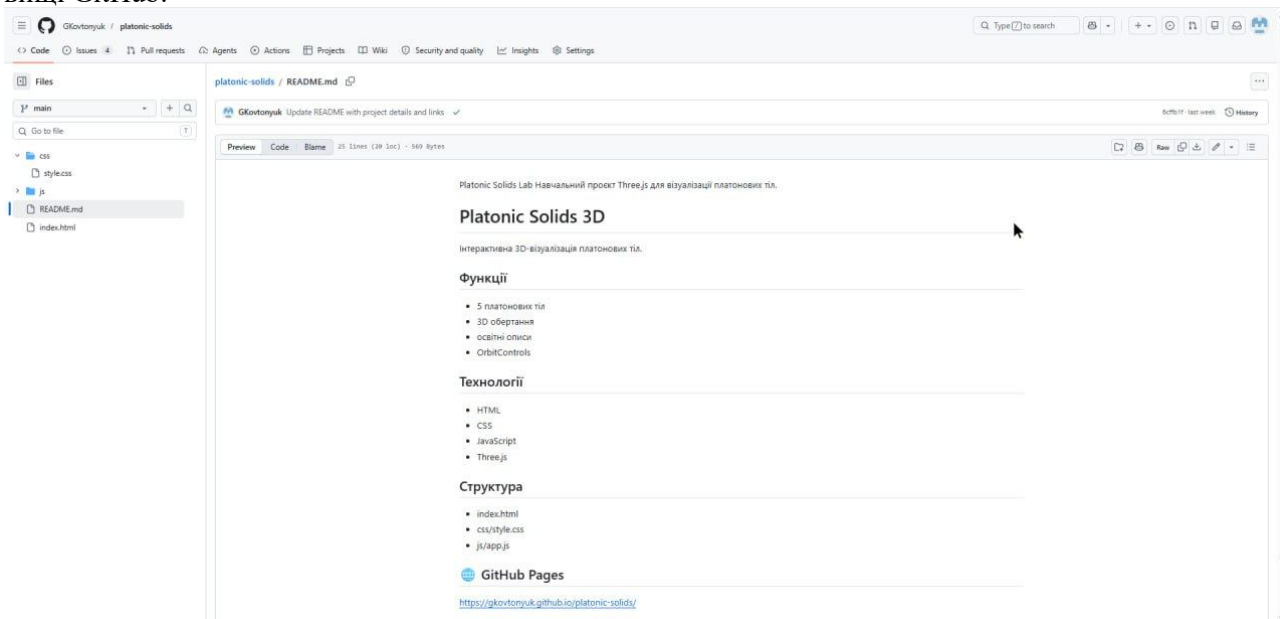 GKovtonyuk / platonic-solids
Type / to search
Code Issues 4 Pull requests Agents Actions Projects Wiki Security and quality Insights Settings
Files
platonic-solids / README.md
main
GKovtonyuk Update README with project details and links
last week History
Go to file T
Preview Code Blame 25 lines (20 loc) · 569 Bytes
Raw
css
style.css
js
README.md
index.html
Platonic Solids Lab Навчальний проєкт Three.js для візуалізації платонових тіл.
Platonic Solids 3D
Інтерактивна 3D-візуалізація платонових тіл.
Функції
5 платонових тіл
3D обертання
освітні описи
OrbitControls
Технології
HTML
CSS
JavaScript
Three.js
Структура
index.html
css/style.css
js/app.js
GitHub Pages
https://gkovtonyuk.github.io/platonic-solids/